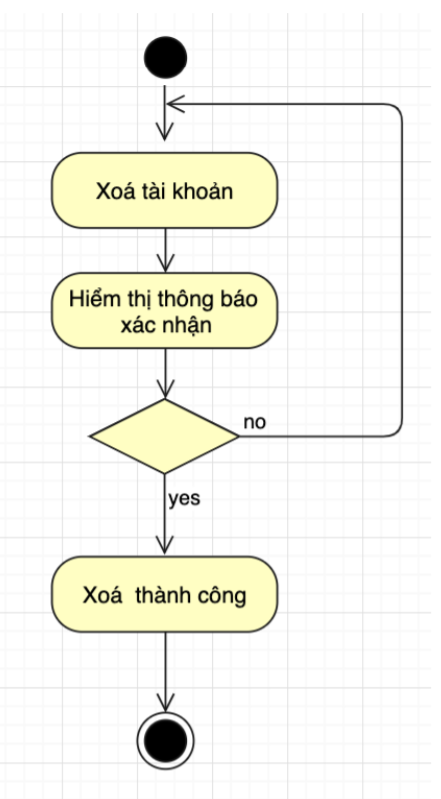 Xoá tài khoản
Hiểm thị thông báo
xác nhận
no
yes
Xoá thành công